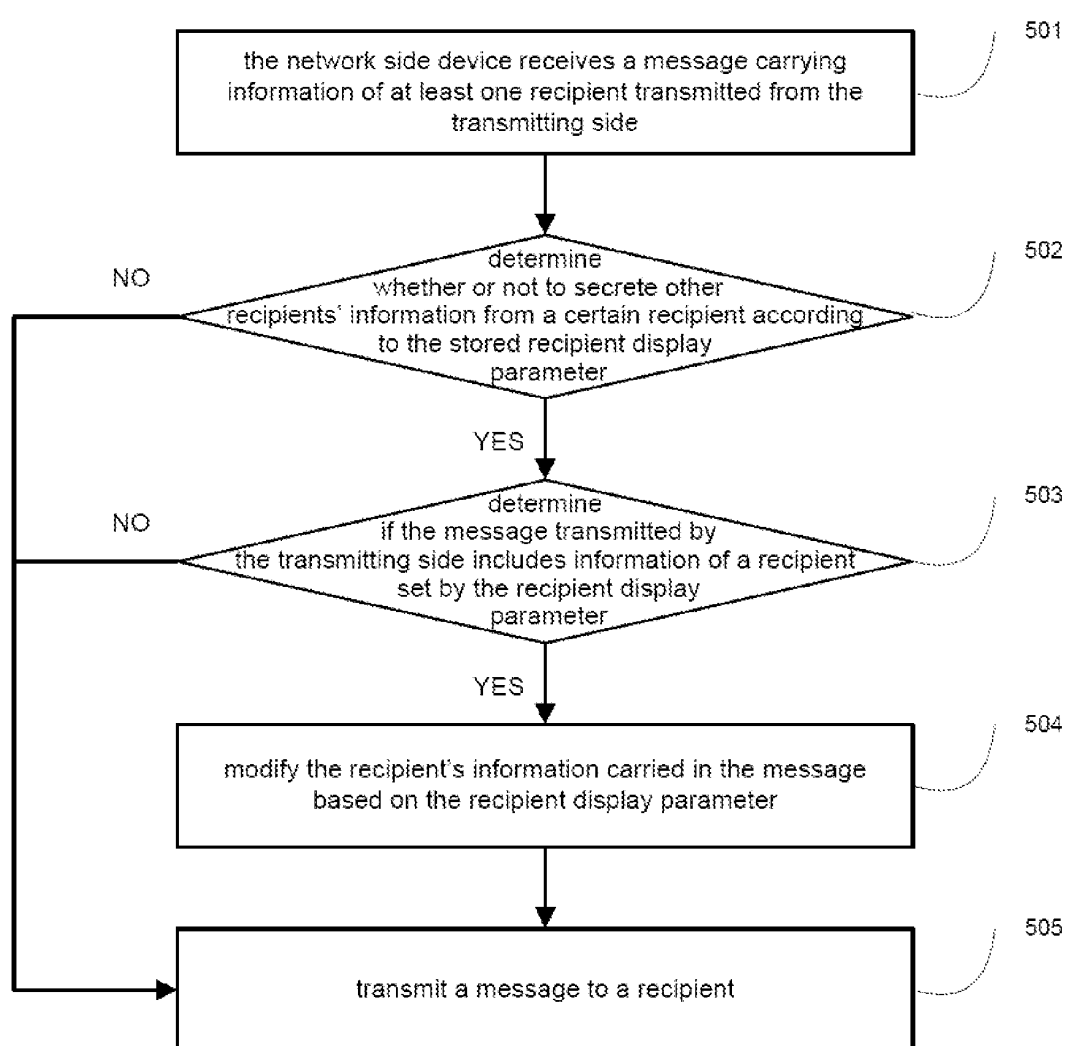 501
the network side device receives a message carrying
information of at least one recipient transmitted from the
transmitting side
502
NO
determine
whether or not to secrete other
recipients' information from a certain recipient according
to the stored recipient display
parameter
YES
503
NO
determine
if the message transmitted by
the transmitting side includes information of a recipient
set by the recipient display
parameter
YES
504
modify the recipient's information carried in the message
based on the recipient display parameter
505
transmit a message to a recipient